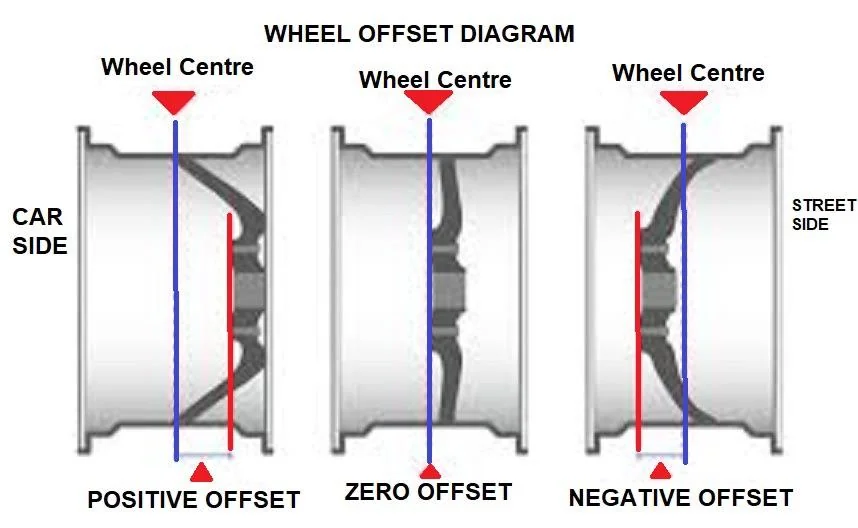 WHEEL OFFSET DIAGRAM
Wheel Centre
Wheel Centre
Wheel Centre
CAR
SIDE
STREET
SIDE
POSITIVE OFFSET
ZERO OFFSET
NEGATIVE OFFSET